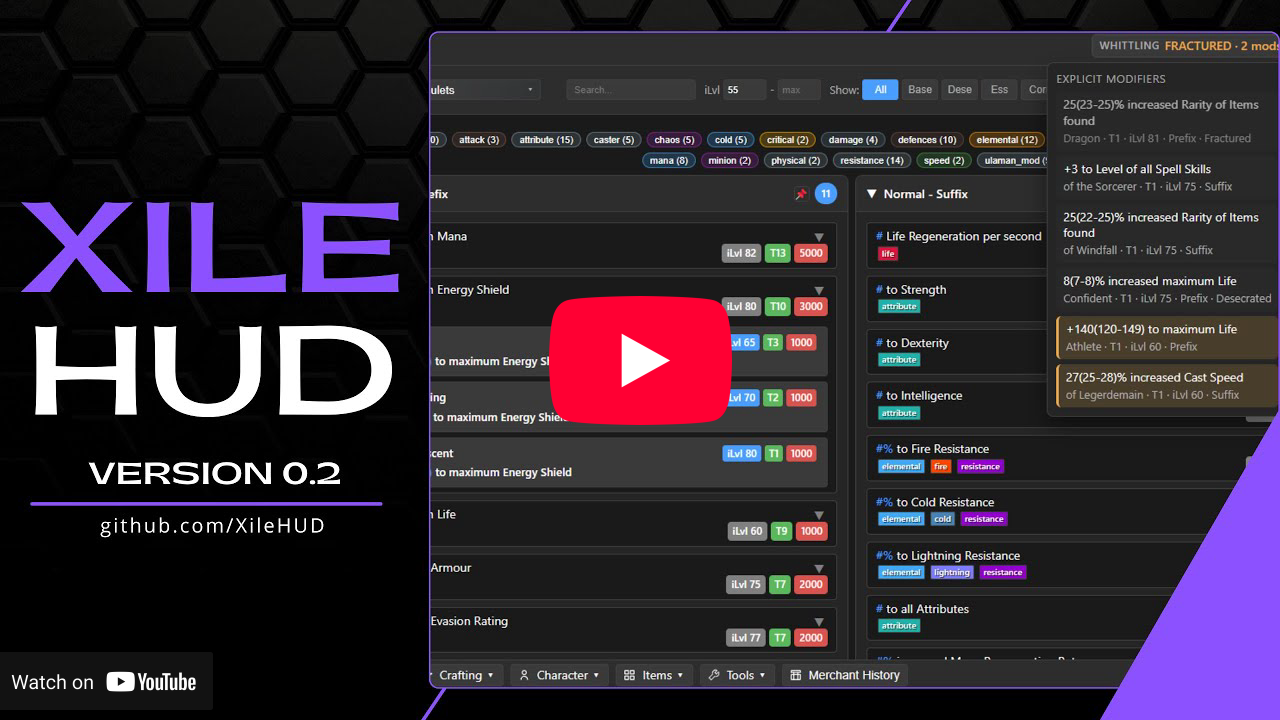 XILE
HUD
VERSION 0.2
github.com/XileHUD
Watch on YouTube
WHITTLING FRACTURED · 2 mods
ulets
Search...
iLvl 55 - max
Show: All Base Dese Ess
attack (3) attribute (15) caster (5) chaos (5) cold (5) critical (2) damage (4) defences (10) elemental (12)
mana (8) minion (2) physical (2) resistance (14) speed (2) ulaman_mod
efix
11
Mana
iLvl 82 T13 5000
Energy Shield
iLvl 80 T10 3000
iLvl 65 T3 1000
to maximum Energy
iLvl 70 T2 1000
to maximum Energy Shield
iLvl 80 T1 1000
to maximum Energy Shield
Life
iLvl 60 T9 1000
Armour
iLvl 75 T7 2000
Evasion Rating
iLvl 77 T7 2000
Normal - Suffix
# Life Regeneration per second
life
# to Strength
attribute
# to Dexterity
attribute
# to Intelligence
attribute
#% to Fire Resistance
elemental fire resistance
#% to Cold Resistance
elemental cold resistance
#% to Lightning Resistance
elemental lightning resistance
# to all Attributes
attribute
EXPLICIT MODIFIERS
25(23-25)% increased Rarity of Items
found
Dragon · T1 · iLvl 81 · Prefix · Fractured
+3 to Level of all Spell Skills
of the Sorcerer · T1 · iLvl 75 · Suffix
25(22-25)% increased Rarity of Items
found
of Windfall · T1 · iLvl 75 · Suffix
8(7-8)% increased maximum Life
Confident · T1 · iLvl 75 · Prefix · Desecrated
+140(120-149) to maximum Life
Athlete · T1 · iLvl 60 · Prefix
27(25-28)% increased Cast Speed
of Legerdemain · T1 · iLvl 60 · Suffix
Crafting Character Items Tools Merchant History